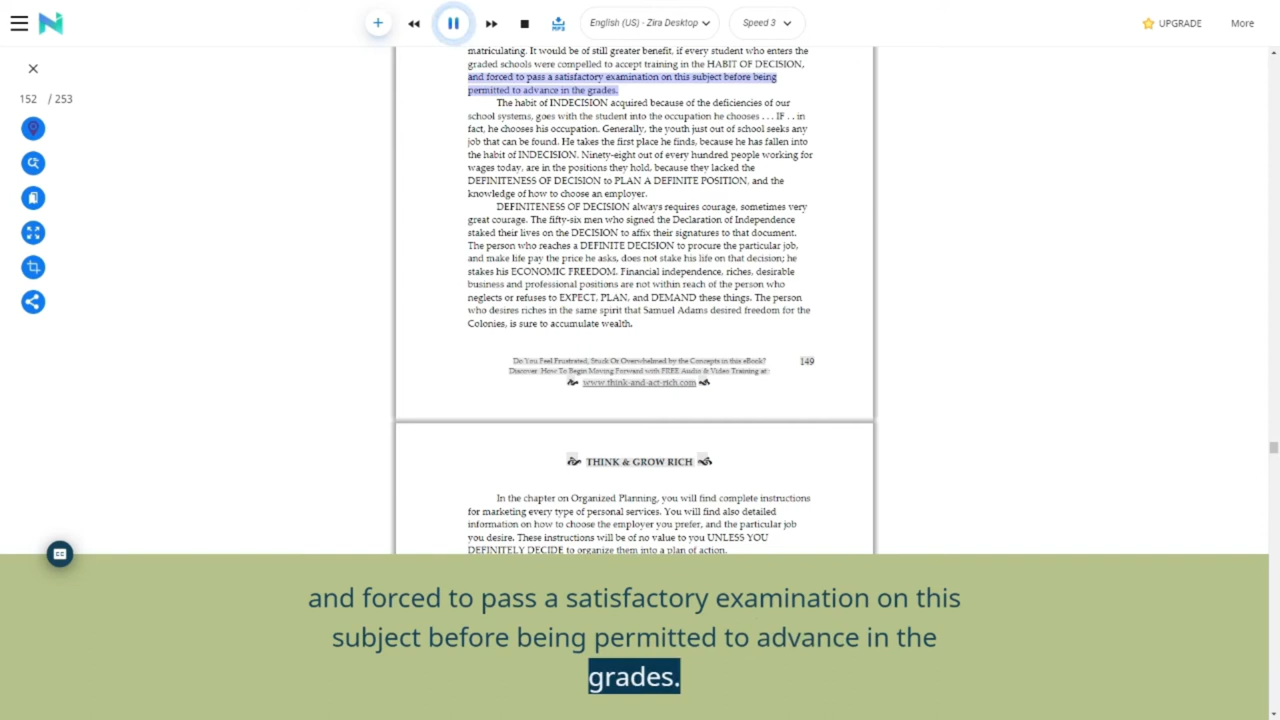 English (US) - Zira Desktop
Speed 3
UPGRADE
More
152 / 253
matriculating. It would be of still greater benefit, if every student who enters the
graded schools were compelled to accept training in the HABIT OF DECISION,
and forced to pass a satisfactory examination on this subject before being
permitted to advance in the grades.
The habit of INDECISION acquired because of the deficiencies of our
school systems, goes with the student into the occupation he chooses . . . IF . . in
fact, he chooses his occupation. Generally, the youth just out of school seeks any
job that can be found. He takes the first place he finds, because he has fallen into
the habit of INDECISION. Ninety-eight out of every hundred people working for
wages today, are in the positions they hold, because they lacked the
DEFINITENESS OF DECISION to PLAN A DEFINITE POSITION, and the
knowledge of how to choose an employer.
DEFINITENESS OF DECISION always requires courage, sometimes very
great courage. The fifty-six men who signed the Declaration of Independence
staked their lives on the DECISION to affix their signatures to that document.
The person who reaches a DEFINITE DECISION to procure the particular job,
and make life pay the price he asks, does not stake his life on that decision; he
stakes his ECONOMIC FREEDOM. Financial independence, riches, desirable
business and professional positions are not within reach of the person who
neglects or refuses to EXPECT, PLAN, and DEMAND these things. The person
who desires riches in the same spirit that Samuel Adams desired freedom for the
Colonies, is sure to accumulate wealth.
Do You Feel Frustrated, Stuck Or Overwhelmed by the Concepts in this eBook?
149
Discover How To Begin Moving Forward with FREE Audio & Video Training at:
www.think-and-act-rich.com
THINK & GROW RICH
In the chapter on Organized Planning, you will find complete instructions
for marketing every type of personal services. You will find also detailed
information on how to choose the employer you prefer, and the particular job
you desire. These instructions will be of no value to you UNLESS YOU
DEFINITELY DECIDE to organize them into a plan of action.
and forced to pass a satisfactory examination on this
subject before being permitted to advance in the
grades.